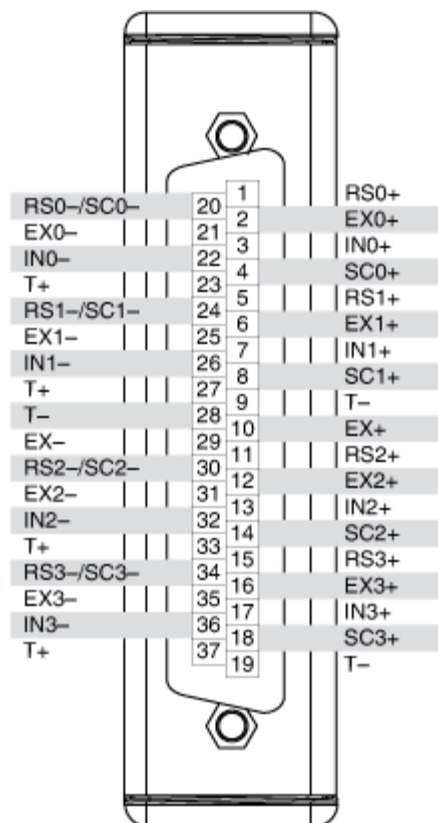 1 RS0+
RS0–/SC0– 20
2 EX0+
EX0– 21
3 IN0+
IN0– 22
4 SC0+
T+ 23
5 RS1+
RS1–/SC1– 24
6 EX1+
EX1– 25
7 IN1+
IN1– 26
8 SC1+
T+ 27
9 T–
T– 28
10 EX+
EX– 29
11 RS2+
RS2–/SC2– 30
12 EX2+
EX2– 31
13 IN2+
IN2– 32
14 SC2+
T+ 33
15 RS3+
RS3–/SC3– 34
16 EX3+
EX3– 35
17 IN3+
IN3– 36
18 SC3+
T+ 37
19 T–